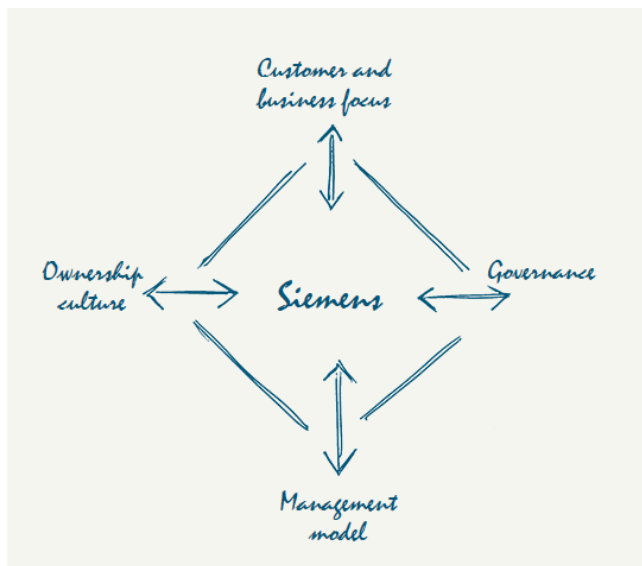 Customer and
business focus
Ownership
culture
Siemens
Governance
Management
model